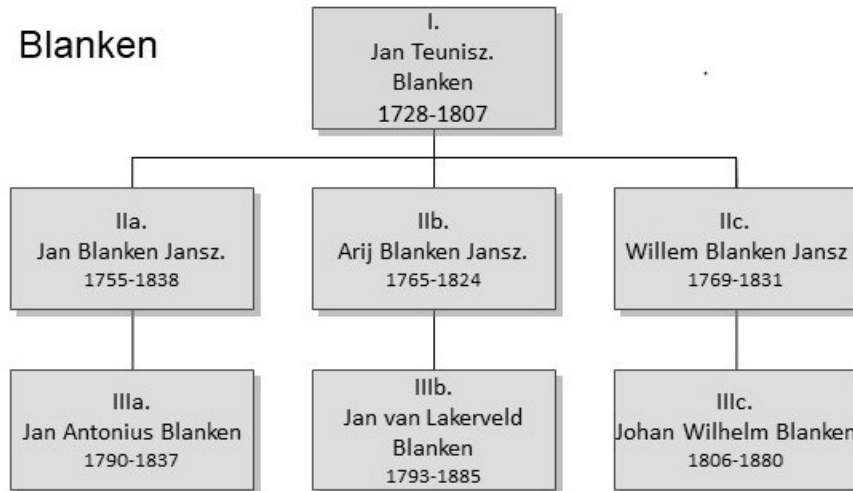 Blanken
I.
Jan Teunisz.
Blanken
1728-1807
IIa.
Jan Blanken Jansz.
1755-1838
IIb.
Arij Blanken Jansz.
1765-1824
IIc.
Willem Blanken Jansz
1769-1831
IIIa.
Jan Antonius Blanken
1790-1837
IIIb.
Jan van Lakerveld
Blanken
1793-1885
IIIc.
Johan Wilhelm Blanken
1806-1880